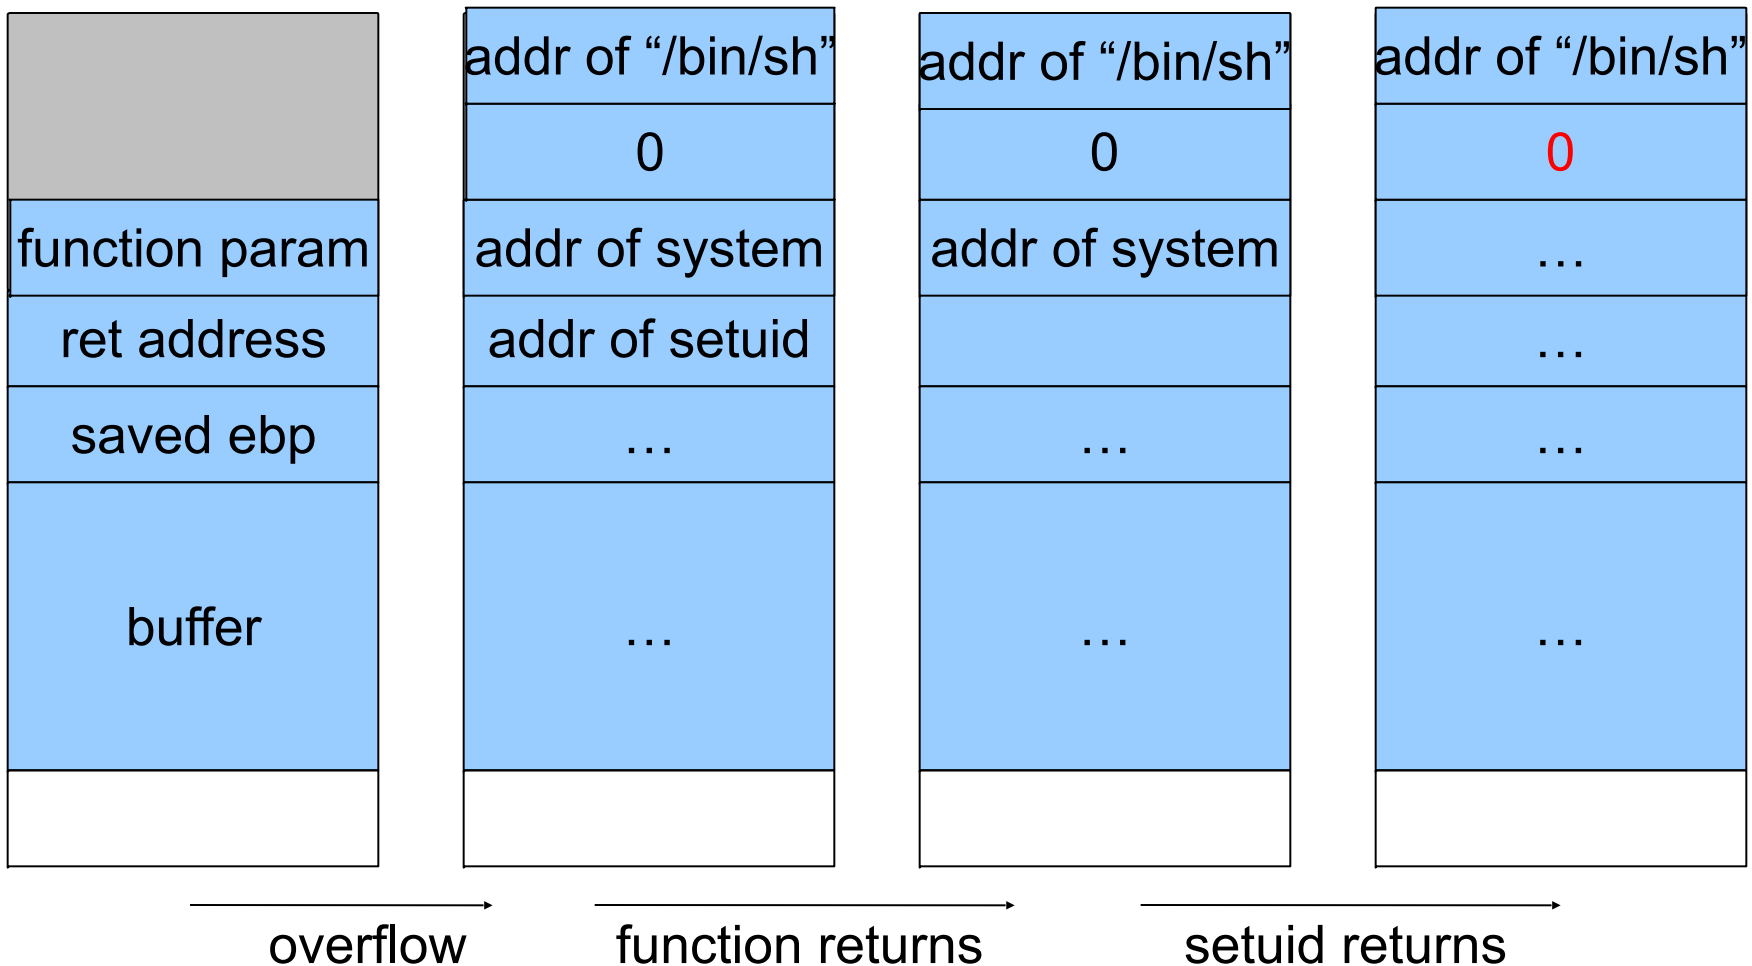 function param
ret address
saved ebp
buffer
addr of “/bin/sh”
0
addr of system
addr of setuid
…
…
addr of “/bin/sh”
0
addr of system
…
…
addr of “/bin/sh”
0
…
…
…
…
overflow
function returns
setuid returns